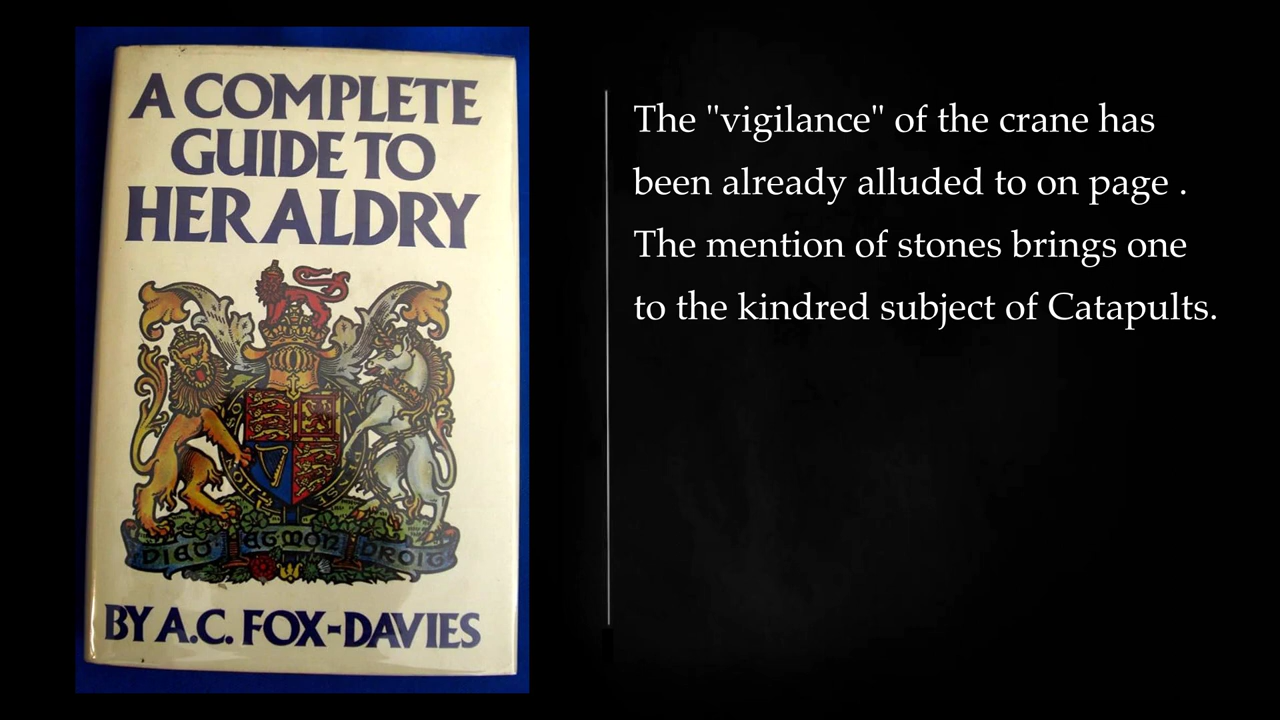 A COMPLETE
GUIDE TO
HERALDRY
DIEU ET MON DROIT
BY A.C. FOX-DAVIES
The "vigilance" of the crane has
been already alluded to on page .
The mention of stones brings one
to the kindred subject of Catapults.